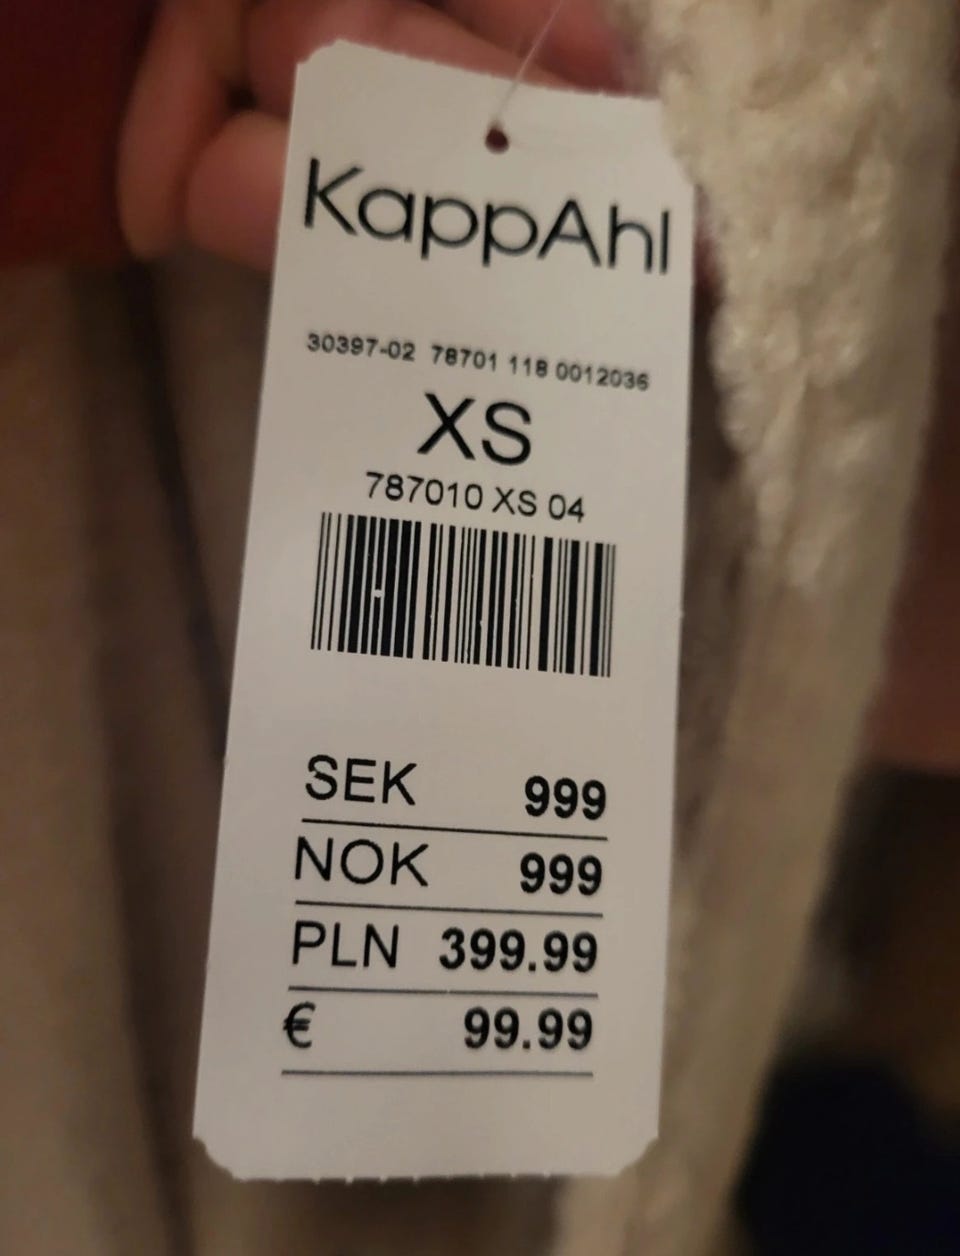 KappAhl
30397-02 78701 118 0012036
XS
787010 XS 04
SEK 999
NOK 999
PLN 399.99
€ 99.99